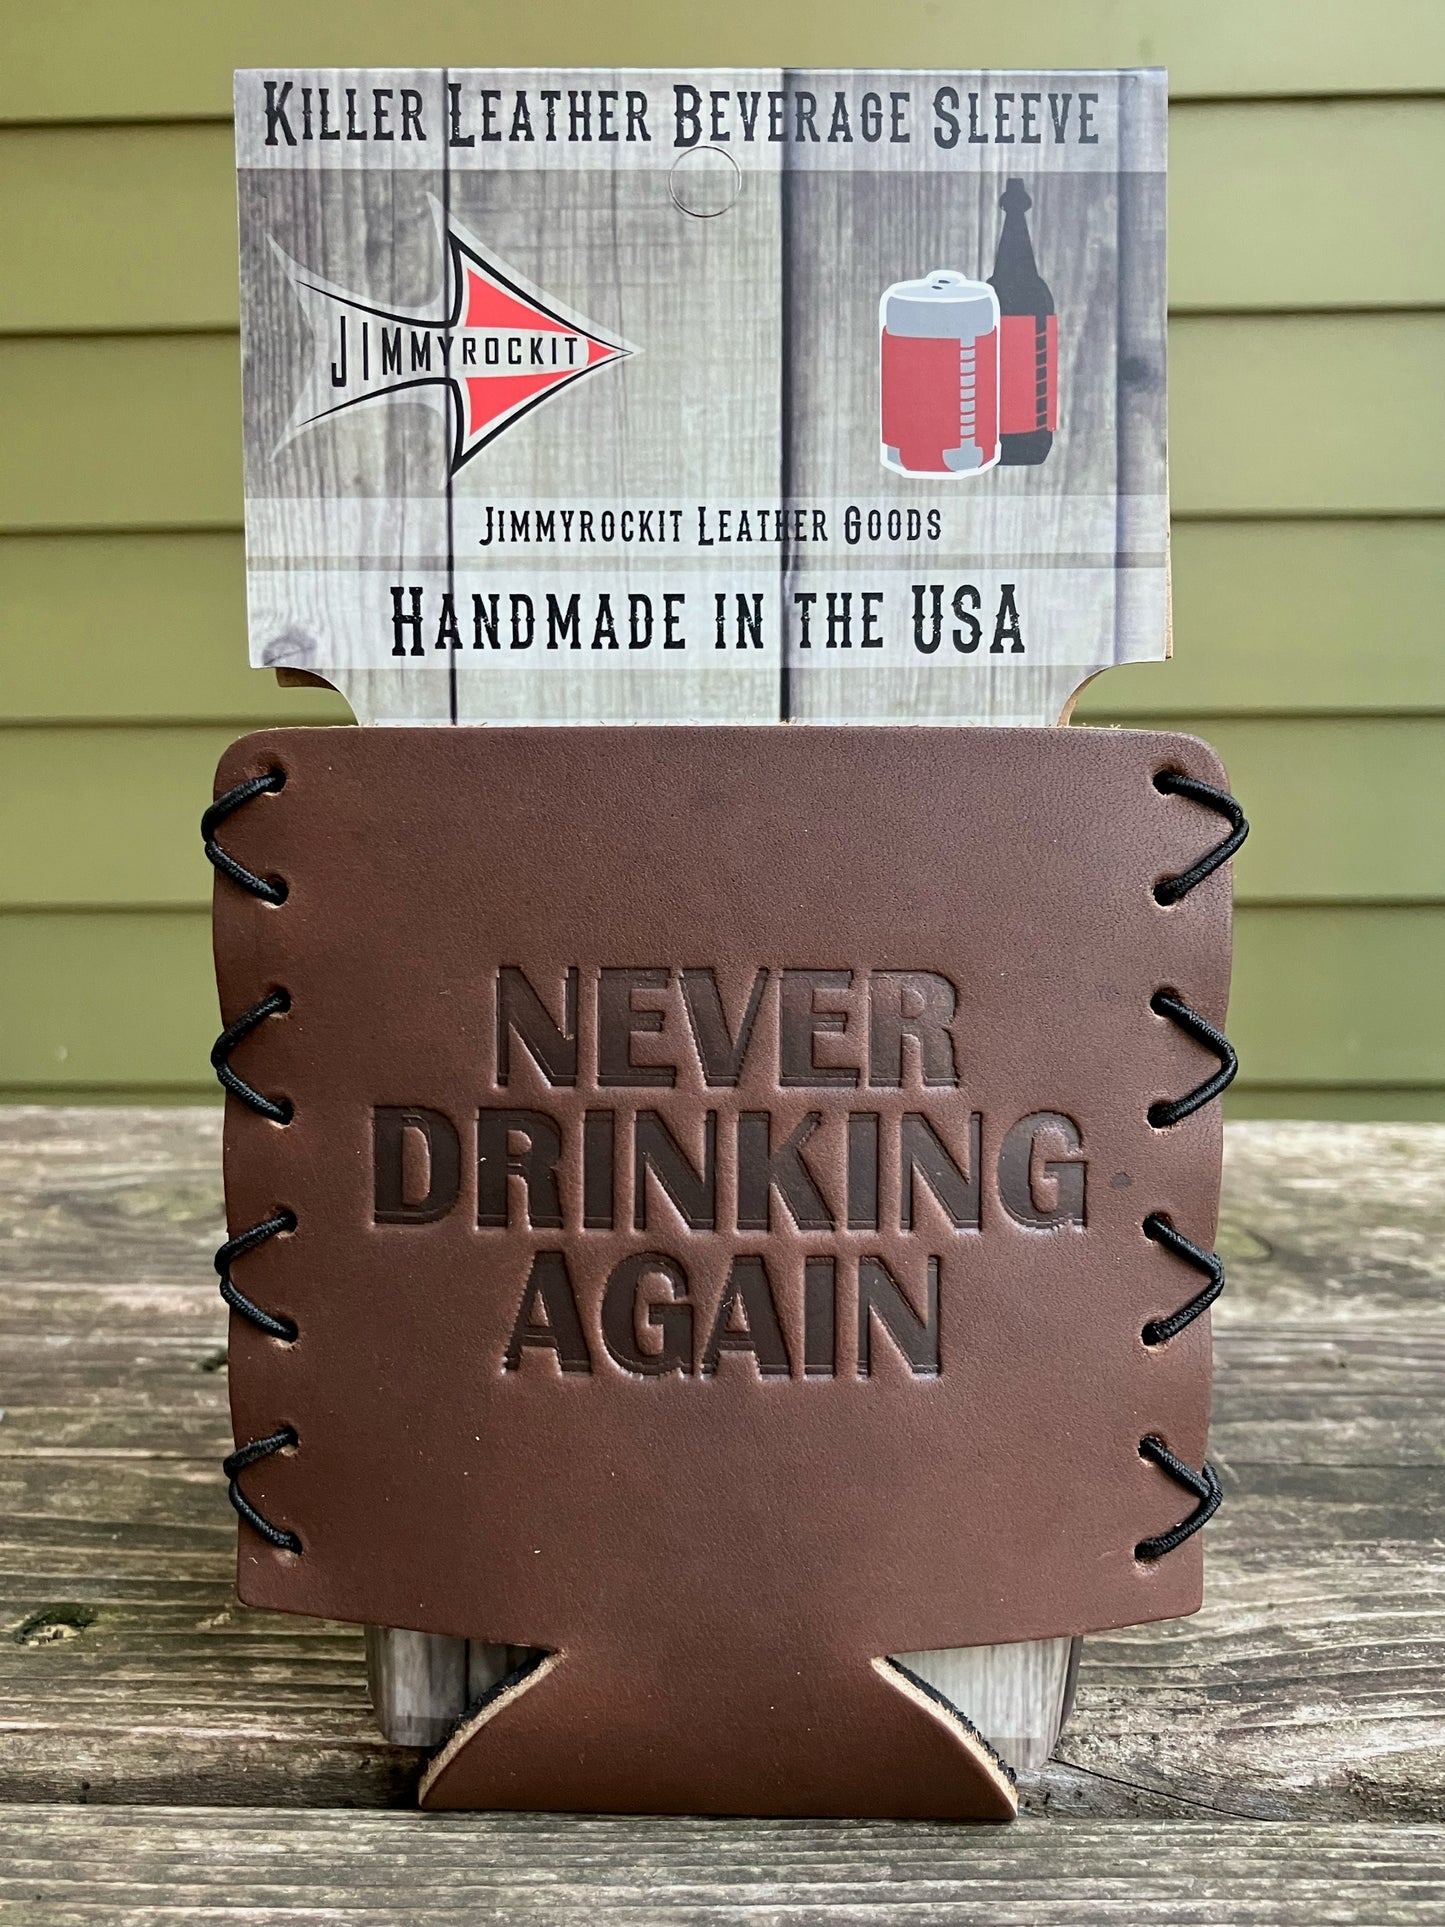 KILLER LEATHER BEVERAGE SLEEVE
JIMMYROCKIT
JIMMYROCKIT LEATHER GOODS
HANDMADE IN THE USA
NEVER
DRINKING
AGAIN